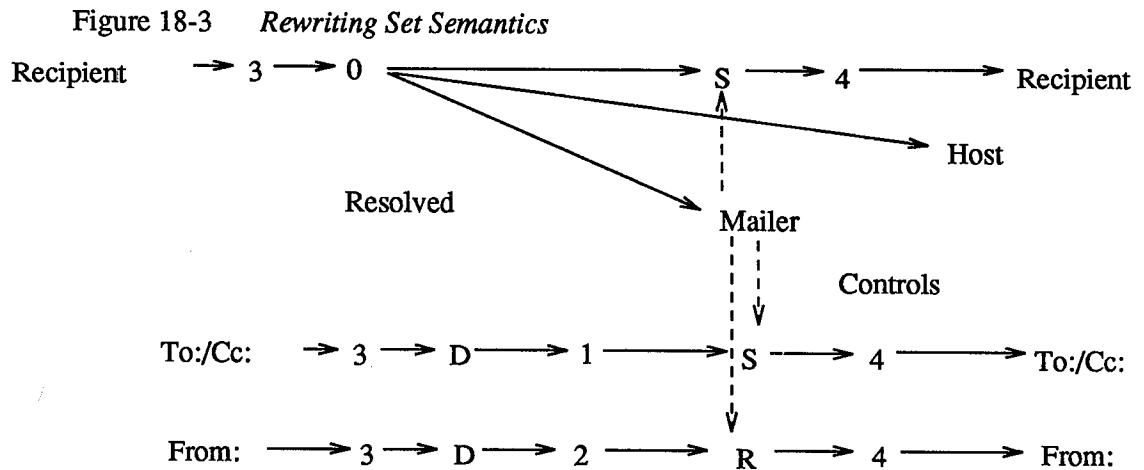 Figure 18-3 Rewriting Set Semantics
Recipient 3 0 S 4 Recipient
Host
Resolved
Mailer
Controls
To:/Cc: 3 D 1 S 4 To:/Cc:
From: 3 D 2 R 4 From: